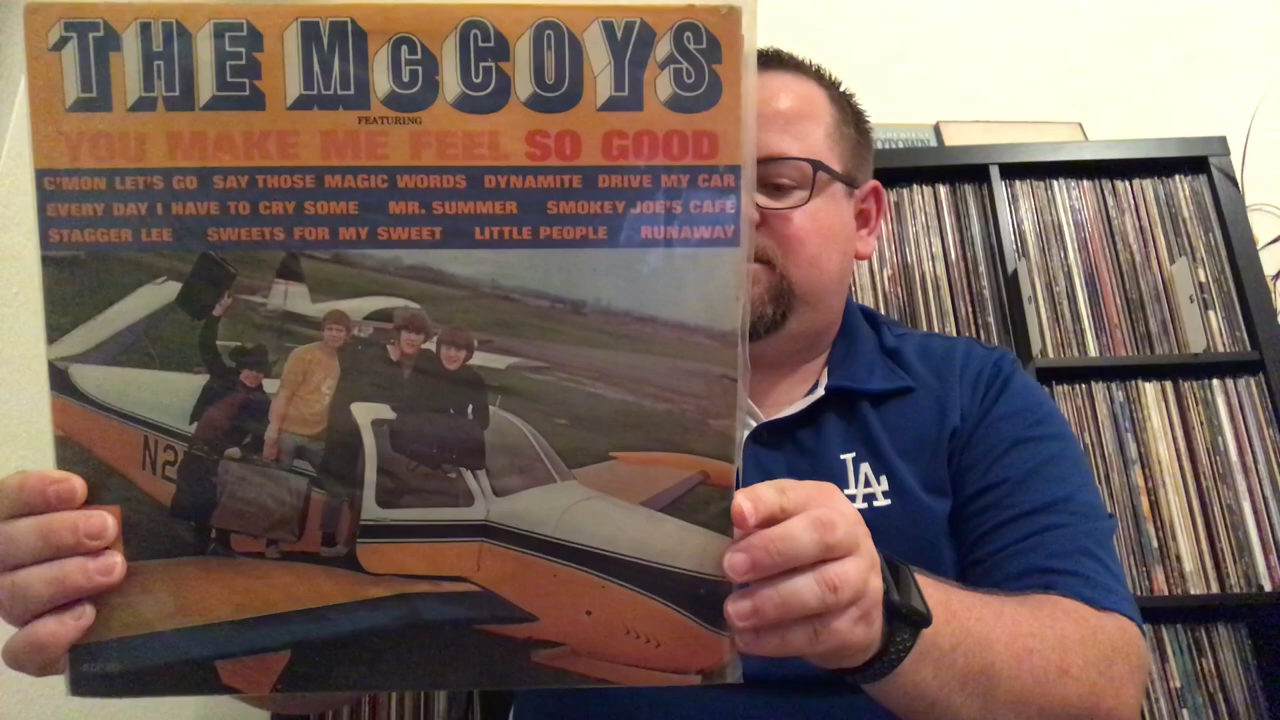 THE McCOYS
FEATURING
YOU MAKE ME FEEL SO GOOD
C'MON LET'S GO SAY THOSE MAGIC WORDS DYNAMITE DRIVE MY CAR
EVERY DAY I HAVE TO CRY SOME MR. SUMMER SMOKEY JOE'S CAFE
STAGGER LEE SWEETS FOR MY SWEET LITTLE PEOPLE RUNAWAY
N2
LA